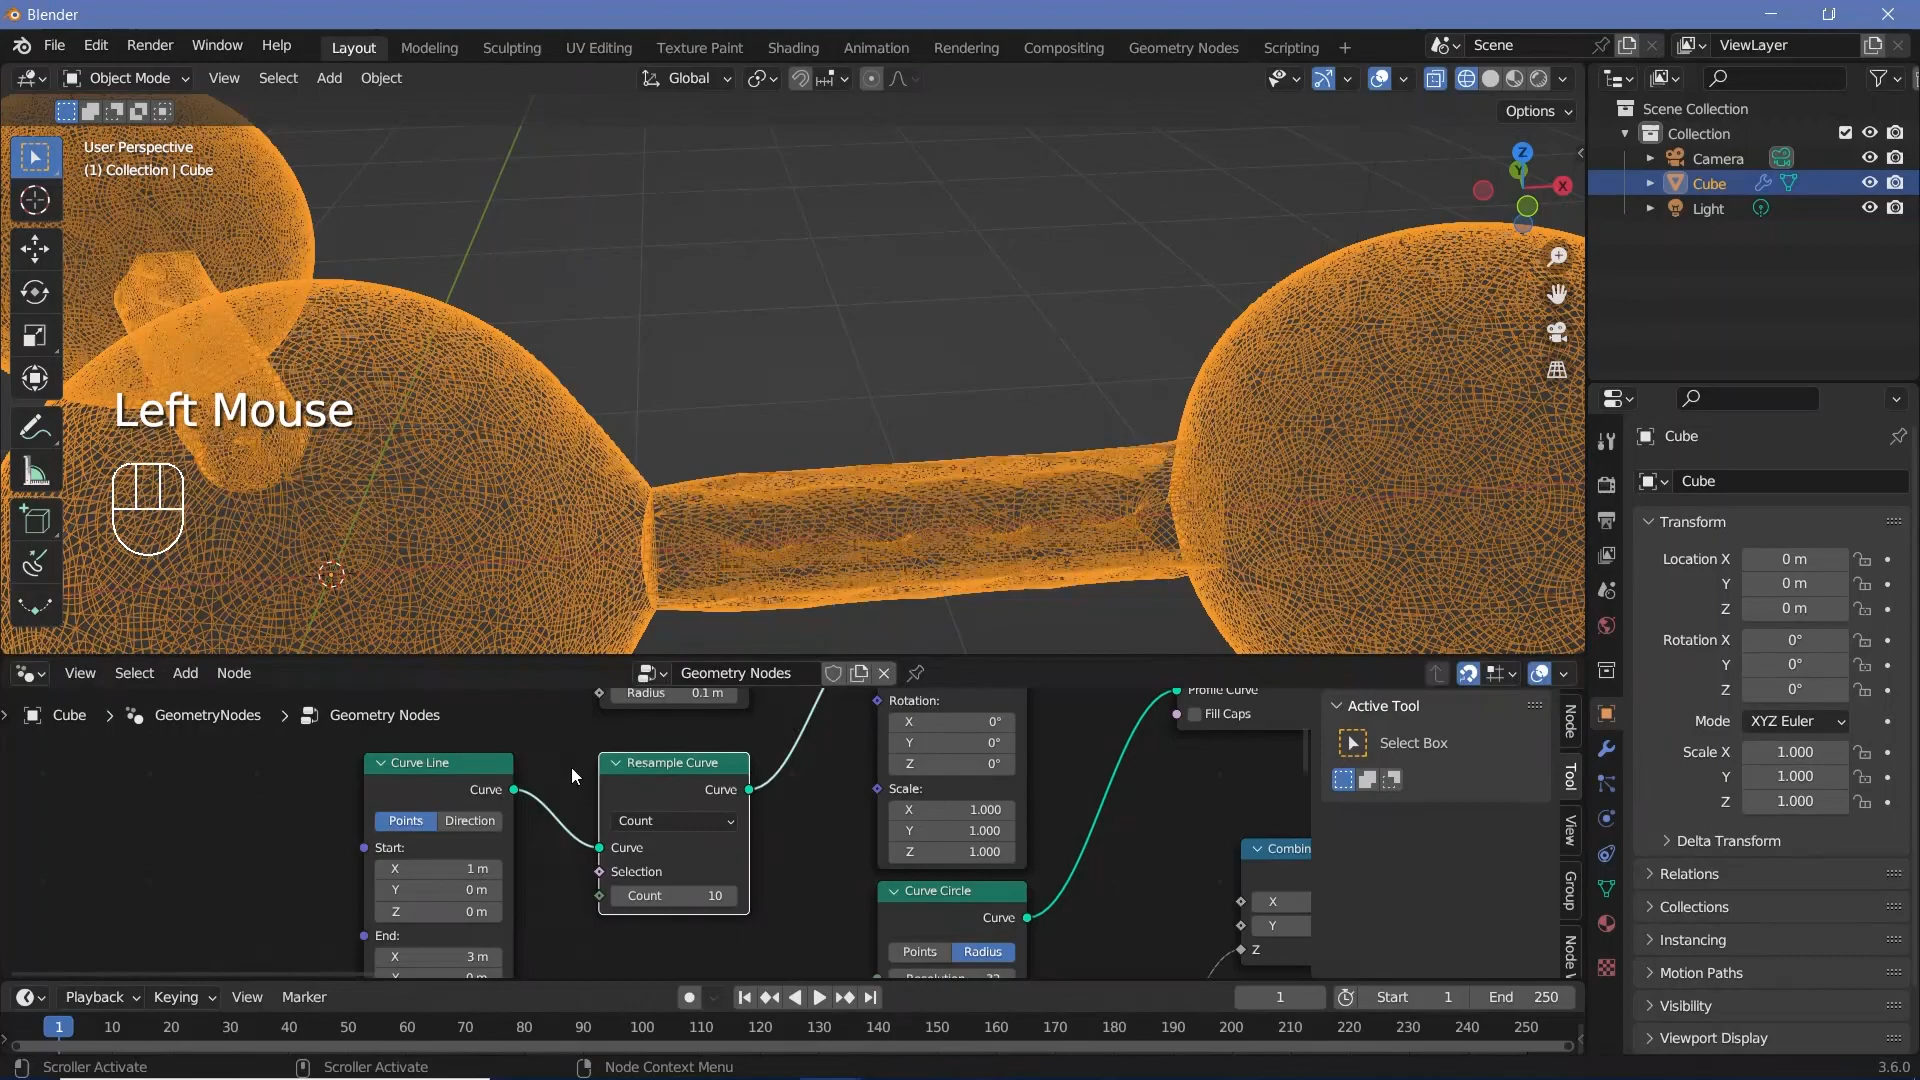 Blender
File Edit Render Window Help Layout Modeling Sculpting UV Editing Texture Paint Shading Animation Rendering Compositing Geometry Nodes Scripting + Scene ViewLayer
Object Mode View Select Add Object Global
Options
User Perspective
(1) Collection | Cube
Z
Y
X
Left Mouse
Scene Collection
Collection
Camera
Cube
Light
Cube
Cube
Transform
Location X 0 m
Y 0 m
Z 0 m
Rotation X 0°
Y 0°
Z 0°
Mode XYZ Euler
Scale X 1.000
Y 1.000
Z 1.000
Delta Transform
Relations
Collections
Instancing
Motion Paths
Visibility
Viewport Display
View Select Add Node Geometry Nodes
Cube > GeometryNodes > Geometry Nodes
Radius 0.1 m
Curve Line
Curve
Points Direction
Start:
X 1 m
Y 0 m
Z 0 m
End:
X 3 m
Resample Curve
Curve
Count
Curve
Selection
Count 10
Rotation:
X 0°
Y 0°
Z 0°
Scale:
X 1.000
Y 1.000
Z 1.000
Curve Circle
Curve
Points Radius
Resolution 32
Profile Curve
Fill Caps
Combin
X
Y
Z
Active Tool
Select Box
Node
Tool
View
Group
Node
Playback Keying View Marker 1 Start 1 End 250
1 10 20 30 40 50 60 70 80 90 100 110 120 130 140 150 160 170 180 190 200 210 220 230 240 250
Scroller Activate Scroller Activate Node Context Menu 3.6.0